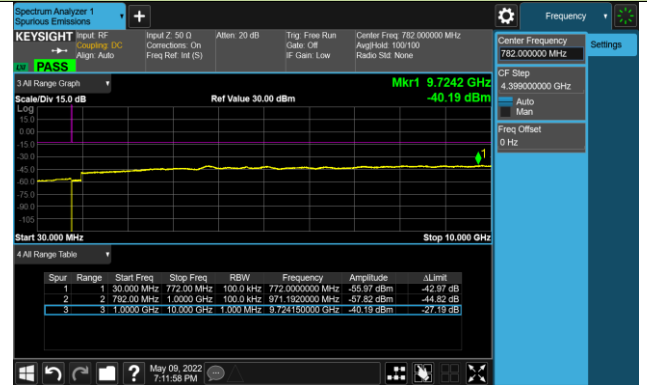 Spectrum Analyzer 1
Spurious Emissions
Frequency
KEYSIGHT Input: RF
Coupling: DC
Align: Auto
Input Z: 50 Ω
Corrections: On
Freq Ref: Int (S)
Atten: 20 dB
Trig: Free Run
Gate: Off
IF Gain: Low
Center Freq: 782.000000 MHz
Avg|Hold: 100/100
Radio Std: None
LXI PASS
Center Frequency
782.000000 MHz
Settings
CF Step
4.399000000 GHz
Auto
Man
Freq Offset
0 Hz
3 All Range Graph
Mkr1 9.7242 GHz
Scale/Div 15.0 dB
Ref Value 30.00 dBm
-40.19 dBm
Log
15.0
0.00
-15.0
-30.0
-45.0
-60.0
-75.0
-90.0
-105
1
Start 30.000 MHz
Stop 10.000 GHz
4 All Range Table
Spur Range Start Freq Stop Freq RBW Frequency Amplitude ΔLimit
1 1 30.000 MHz 772.00 MHz 100.0 kHz 772.0000000 MHz -55.97 dBm -42.97 dB
2 2 792.00 MHz 1.0000 GHz 100.0 kHz 971.1920000 MHz -57.82 dBm -44.82 dB
3 3 1.0000 GHz 10.000 GHz 1.000 MHz 9.724150000 GHz -40.19 dBm -27.19 dB
? May 09, 2022
7:11:58 PM